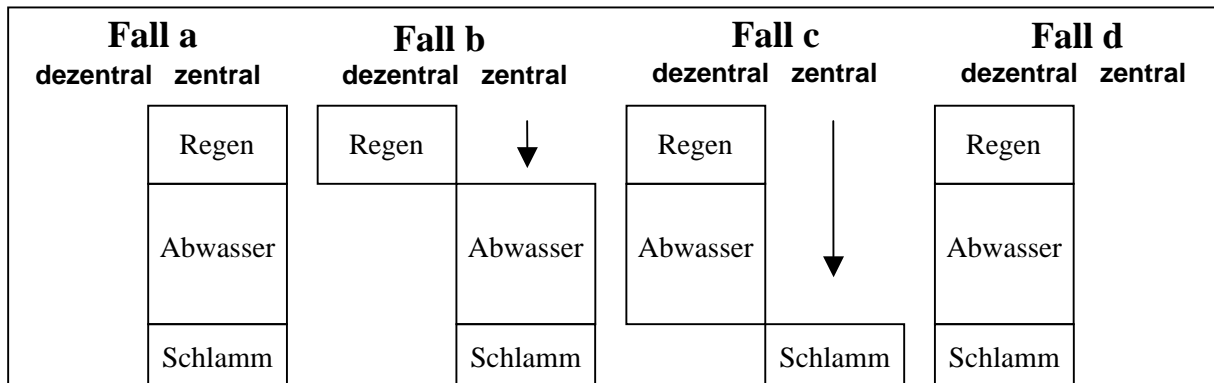 Fall a Fall b Fall c Fall d
dezentral zentral dezentral zentral dezentral zentral dezentral zentral
Regen Regen Regen Regen
Abwasser Abwasser Abwasser Abwasser
Schlamm Schlamm Schlamm Schlamm